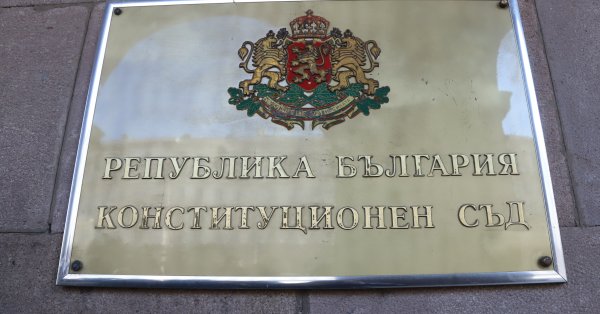 РЕПУБЛИКА БЪЛГАРИЯ
КОНСТИТУЦИОНЕН СЪД